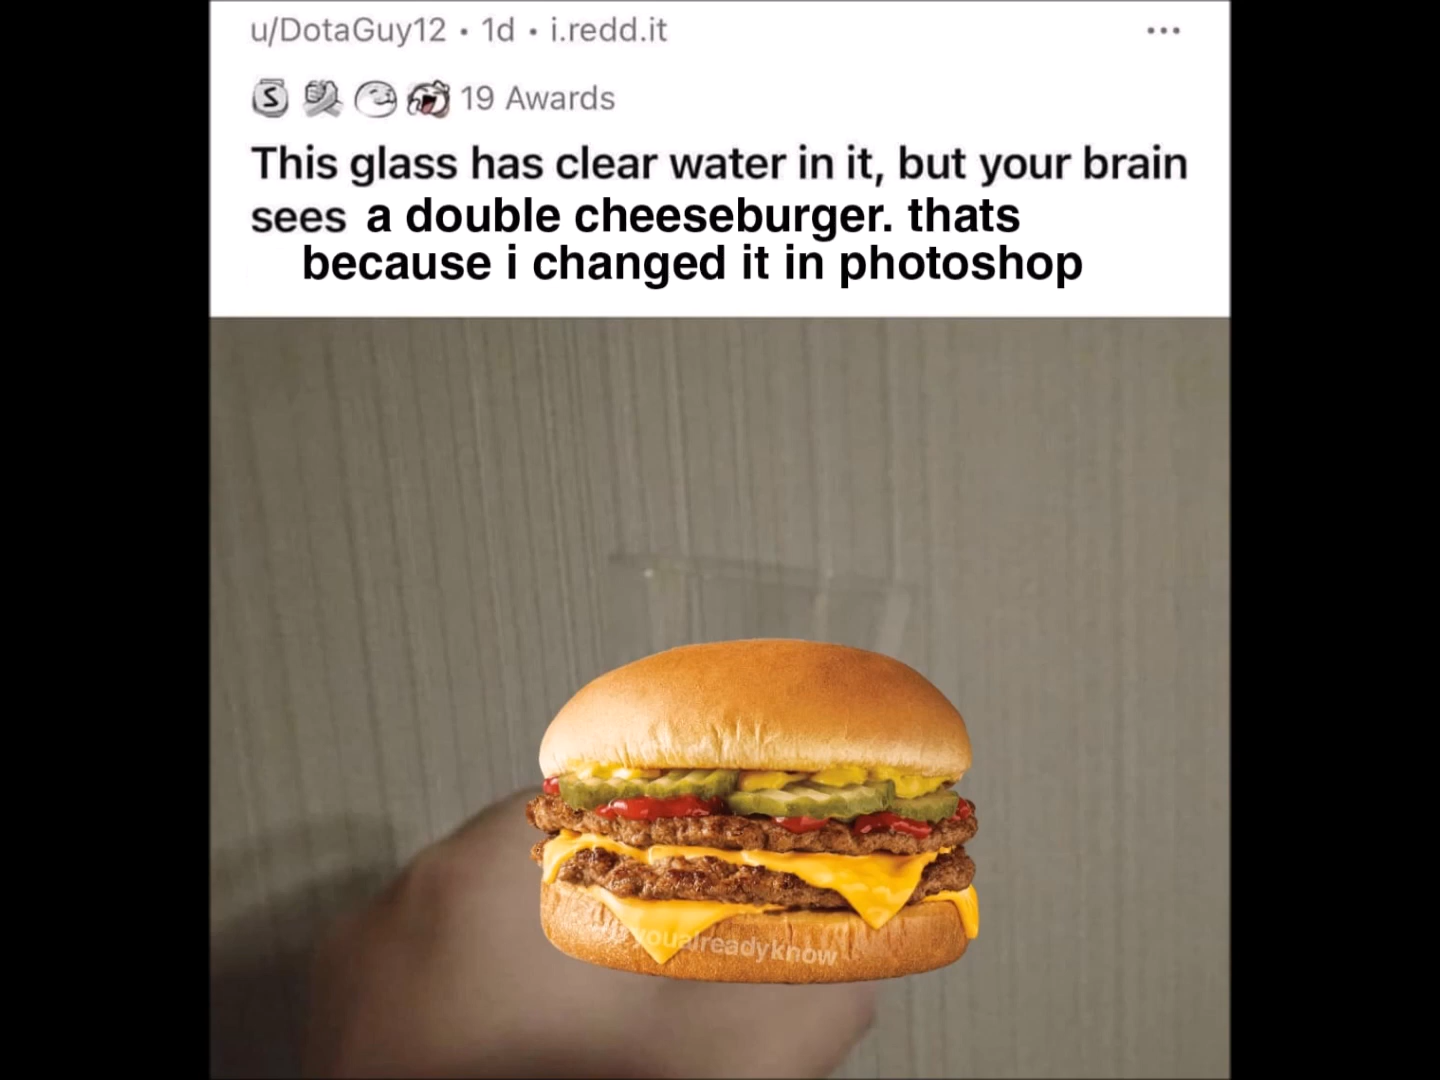 u/DotaGuy12 • 1d • i.redd.it
19 Awards
This glass has clear water in it, but your brain
sees a double cheeseburger. thats
because i changed it in photoshop
youalreadyknow